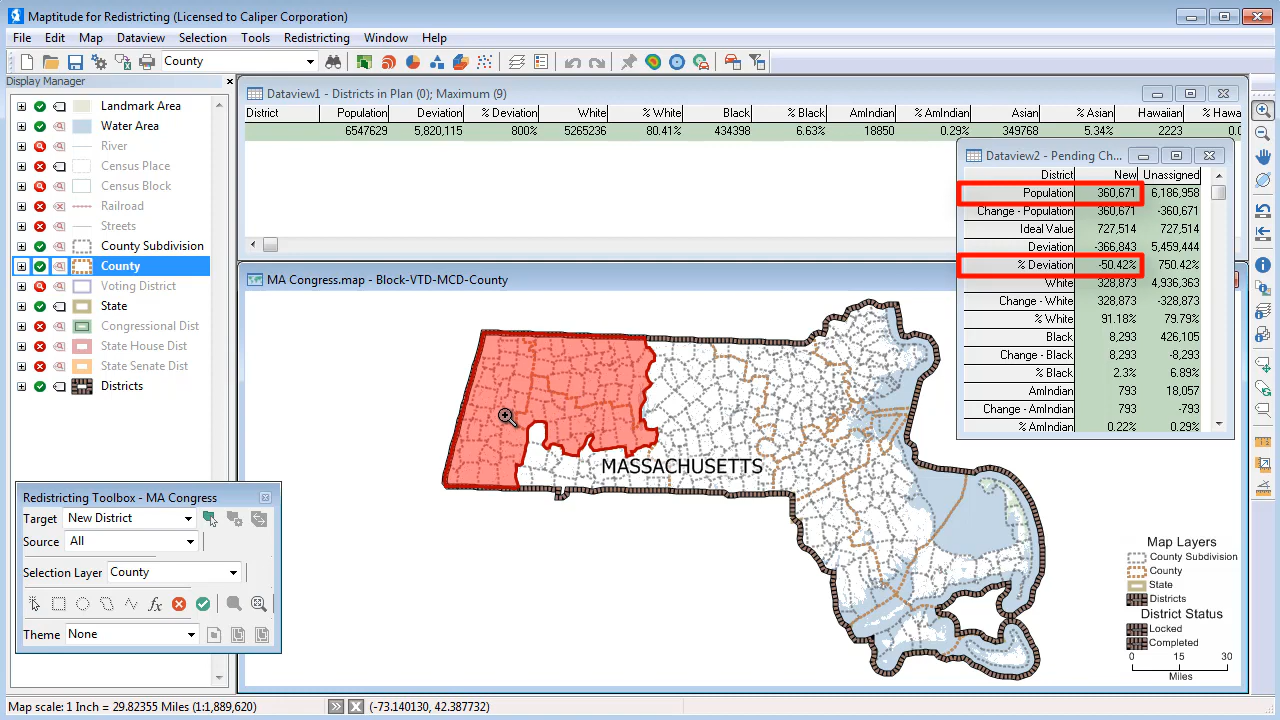 Maptitude for Redistricting (Licensed to Caliper Corporation)
File Edit Map Dataview Selection Tools Redistricting Window Help
County
Display Manager
Landmark Area
Water Area
River
Census Place
Census Block
Railroad
Streets
County Subdivision
County
Voting District
State
Congressional Dist
State House Dist
State Senate Dist
Districts
Dataview1 - Districts in Plan (0); Maximum (9)
District Population Deviation % Deviation White % White Black % Black AmIndian % AmIndian Asian % Asian Hawaiian % Hawa
6547629 5,820,115 800% 5265236 80.41% 434398 6.63% 18850 0.29% 349768 5.34% 2223 0.0
Dataview2 - Pending Ch...
District New Unassigned
Population 360,671 6,186,958
Change - Population 360,671 -360,671
Ideal Value 727,514 727,514
Deviation -366,843 5,459,444
% Deviation -50.42% 750.42%
White 328,873 4,936,363
Change - White 328,873 -328,873
% White 91.18% 79.79%
Black 8,293 426,105
Change - Black 8,293 -8,293
% Black 2.3% 6.89%
AmIndian 793 18,057
Change - AmIndian 793 -793
% AmIndian 0.22% 0.29%
MA Congress.map - Block-VTD-MCD-County
MASSACHUSETTS
Map Layers
County Subdivision
County
State
Districts
District Status
Locked
Completed
0 15 30
Miles
Redistricting Toolbox - MA Congress
Target New District
Source All
Selection Layer County
Theme None
Map scale: 1 Inch = 29.82355 Miles (1:1,889,620) (-73.140130, 42.387732)